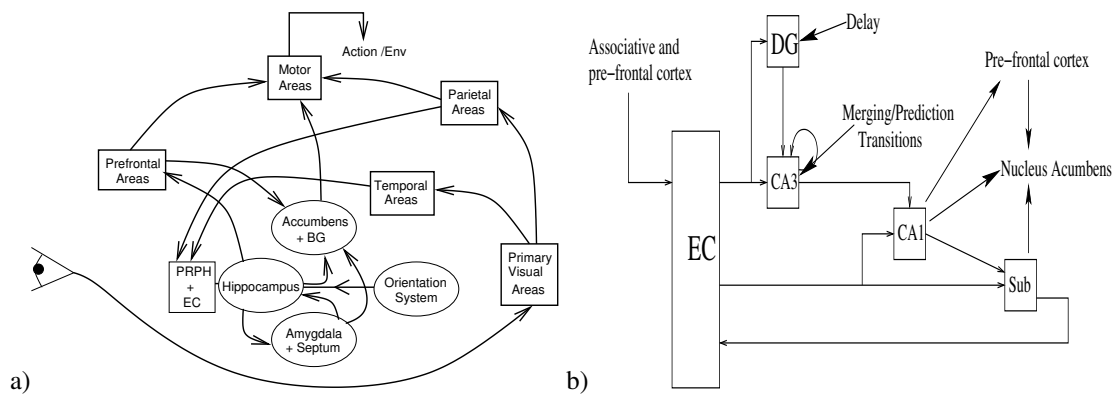 Action /Env
Motor
Areas
Parietal
Areas
Prefrontal
Areas
Temporal
Areas
Accumbens
+ BG
PRPH
+
EC
Hippocampus
Orientation
System
Primary
Visual
Areas
Amygdala
+ Septum
a)
Associative and
pre-frontal cortex
DG
Delay
Merging/Prediction
Transitions
CA3
EC
CA1
Sub
Pre-frontal cortex
Nucleus Acumbens
b)